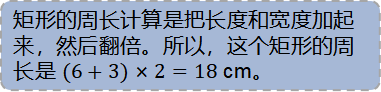 矩形的周长计算是把长度和宽度加起
来，然后翻倍。所以，这个矩形的周
长是 (6 + 3) × 2 = 18 cm。